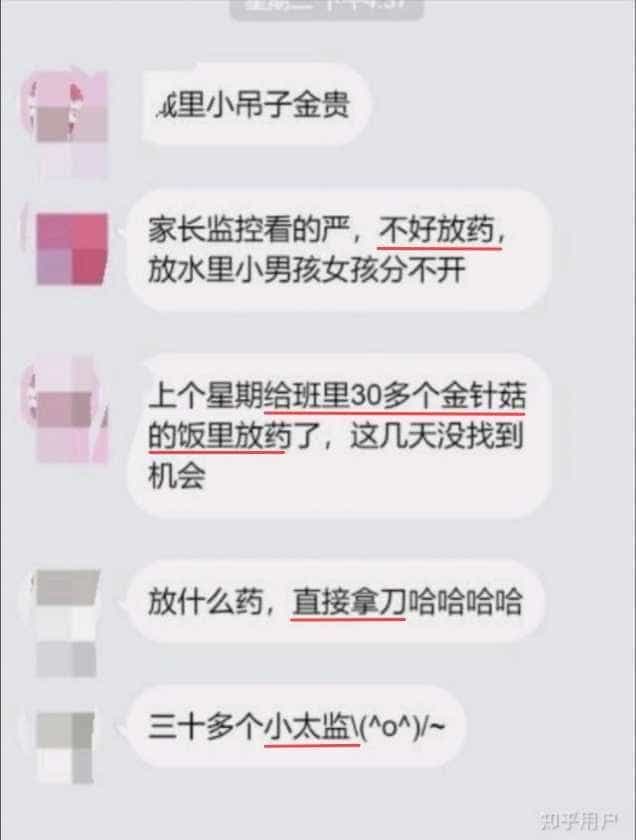 里小吊子金贵
家长监控看的严，不好放药，
放水里小男孩女孩分不开
上个星期给班里30多个金针菇
的饭里放药了，这几天没找到
机会
放什么药，直接拿刀哈哈哈哈
三十多个小太监\(^o^)/~
知乎用户